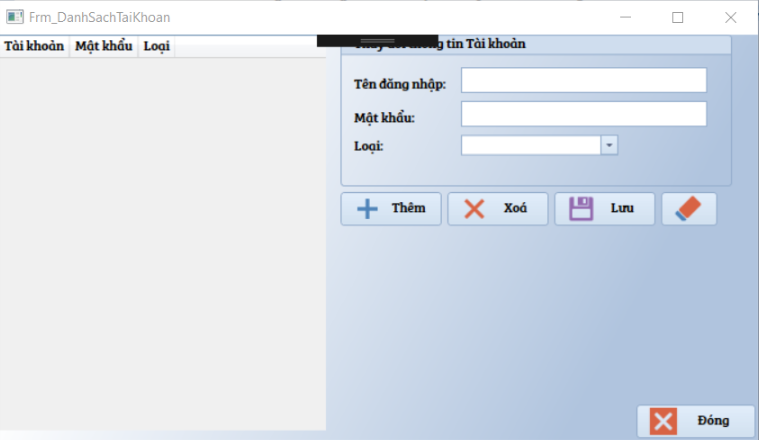 Frm_DanhSachTaiKhoan
Tài khoản Mật khẩu Loại
tin Tài khoản
Tên đăng nhập:
Mật khẩu:
Loại:
Thêm Xoá Lưu
Đóng